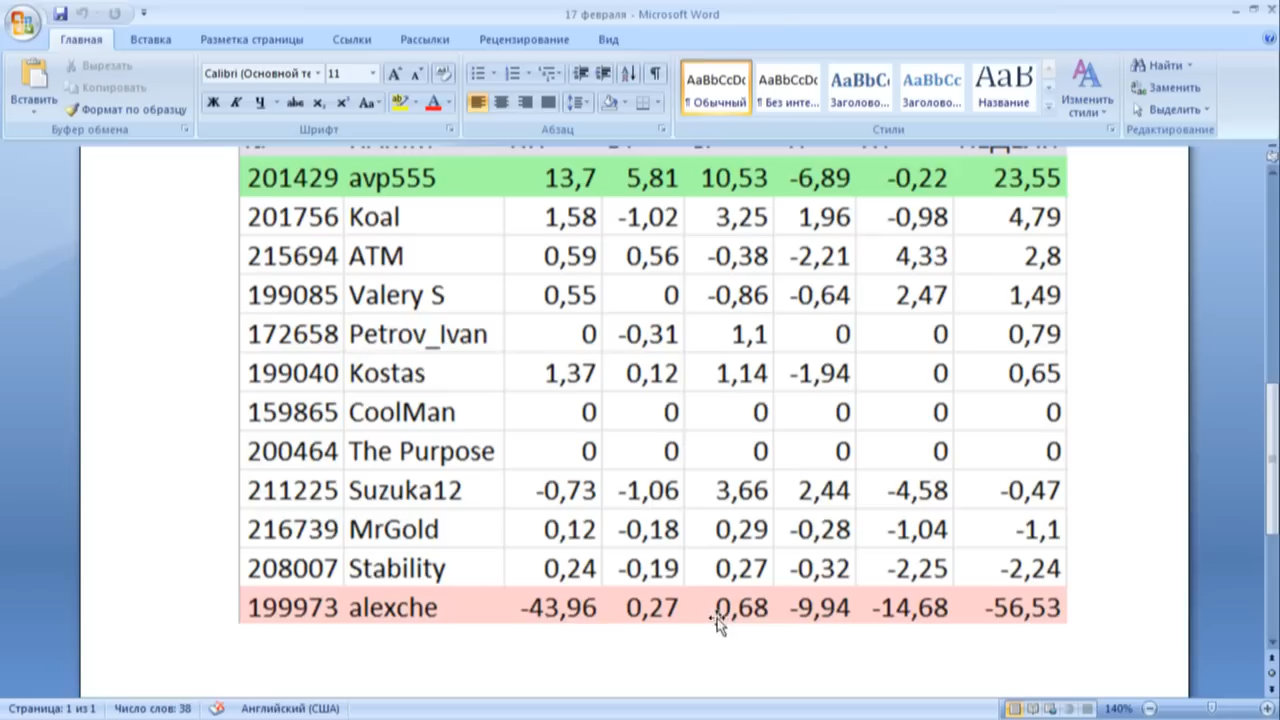 17 февраля - Microsoft Word
Главная Вставка Разметка страницы Ссылки Рассылки Рецензирование Вид
Вставить
Вырезать
Копировать
Формат по образцу
Буфер обмена
Calibri (Основной те 11
Ж К Ч abe x₂ x² Aa
Шрифт
Абзац
AaBbCcDc AaBbCcDc AaBbC AaBbCc AaB
¶ Обычный ¶ Без инте... Заголово... Заголово... Название
Изменить стили
Стили
Найти
Заменить
Выделить
Редактирование
201429 avp555 13,7 5,81 10,53 -6,89 -0,22 23,55
201756 Koal 1,58 -1,02 3,25 1,96 -0,98 4,79
215694 ATM 0,59 0,56 -0,38 -2,21 4,33 2,8
199085 Valery S 0,55 0 -0,86 -0,64 2,47 1,49
172658 Petrov_Ivan 0 -0,31 1,1 0 0 0,79
199040 Kostas 1,37 0,12 1,14 -1,94 0 0,65
159865 CoolMan 0 0 0 0 0 0
200464 The Purpose 0 0 0 0 0 0
211225 Suzuka12 -0,73 -1,06 3,66 2,44 -4,58 -0,47
216739 MrGold 0,12 -0,18 0,29 -0,28 -1,04 -1,1
208007 Stability 0,24 -0,19 0,27 -0,32 -2,25 -2,24
199973 alexche -43,96 0,27 0,68 -9,94 -14,68 -56,53
Страница: 1 из 1 Число слов: 38 Английский (США) 140%